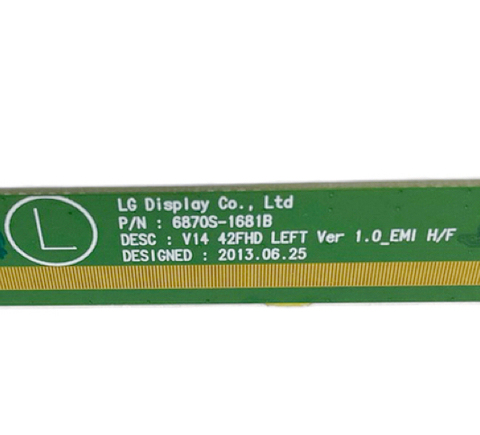 L
LG Display Co., Ltd
P/N : 6870S-1681B
DESC : V14 42FHD LEFT Ver 1.0_EMI H/F
DESIGNED : 2013.06.25